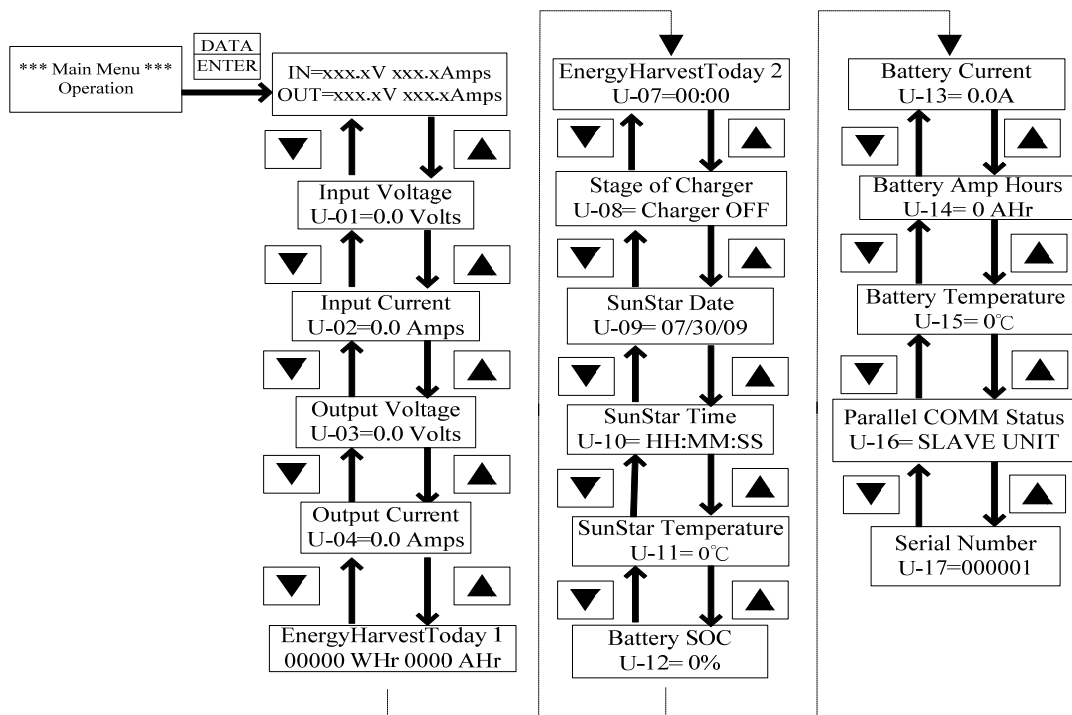 *** Main Menu ***
Operation
DATA
ENTER
IN=xxx.xV xxx.xAmps
OUT=xxx.xV xxx.xAmps
Input Voltage
U-01=0.0 Volts
Input Current
U-02=0.0 Amps
Output Voltage
U-03=0.0 Volts
Output Current
U-04=0.0 Amps
EnergyHarvestToday 1
00000 WHr 0000 AHr
EnergyHarvestToday 2
U-07=00:00
Stage of Charger
U-08= Charger OFF
SunStar Date
U-09= 07/30/09
SunStar Time
U-10= HH:MM:SS
SunStar Temperature
U-11= 0℃
Battery SOC
U-12= 0%
Battery Current
U-13= 0.0A
Battery Amp Hours
U-14= 0 AHr
Battery Temperature
U-15= 0℃
Parallel COMM Status
U-16= SLAVE UNIT
Serial Number
U-17=000001